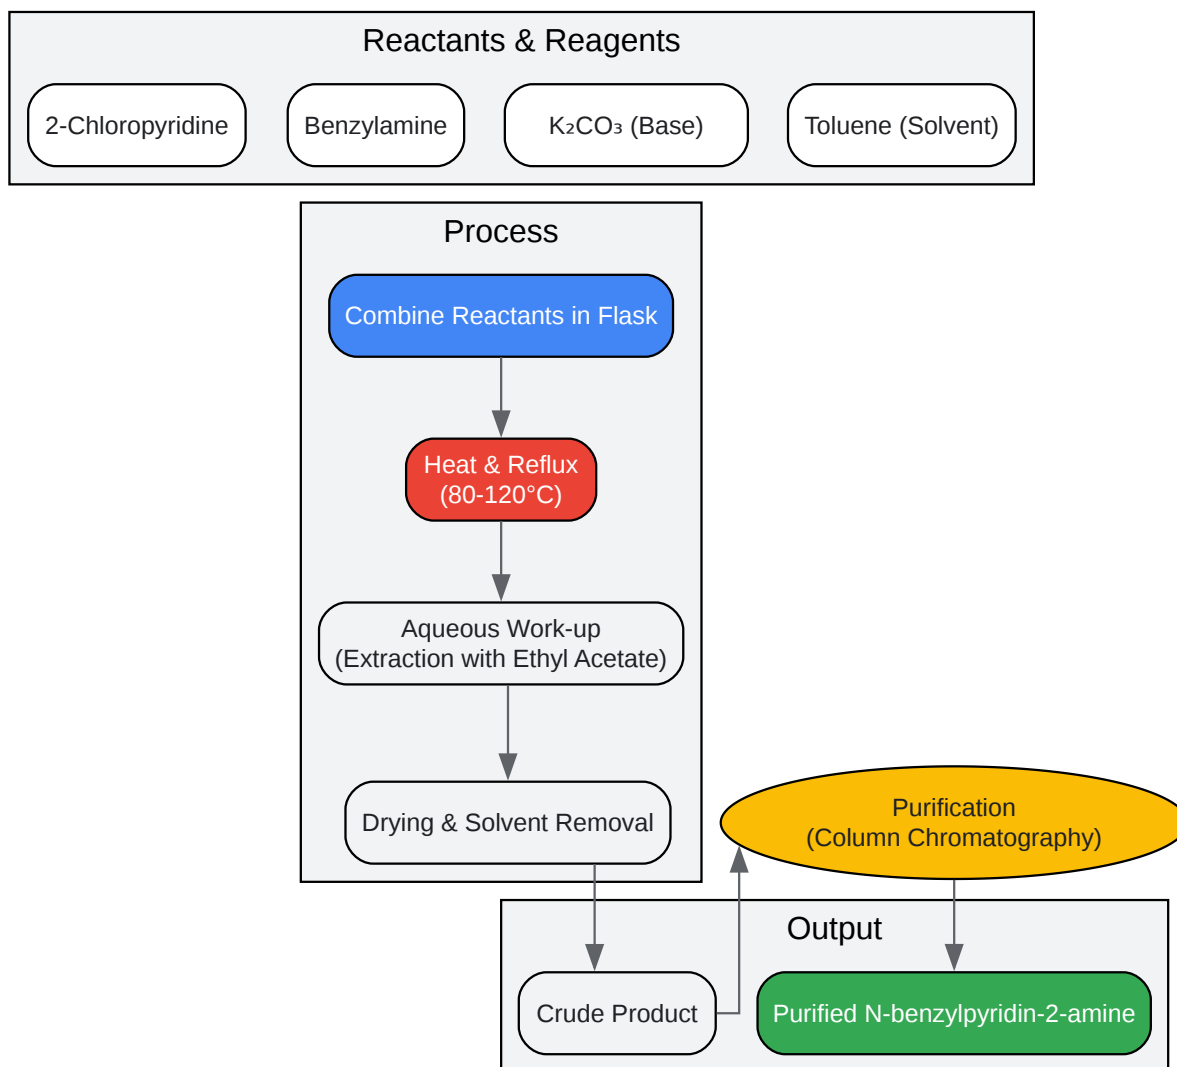 Reactants & Reagents
2-Chloropyridine
Benzylamine
K₂CO₃ (Base)
Toluene (Solvent)
Process
Combine Reactants in Flask
Heat & Reflux
(80-120°C)
Aqueous Work-up
(Extraction with Ethyl Acetate)
Drying & Solvent Removal
Purification
(Column Chromatography)
Output
Crude Product
Purified N-benzylpyridin-2-amine